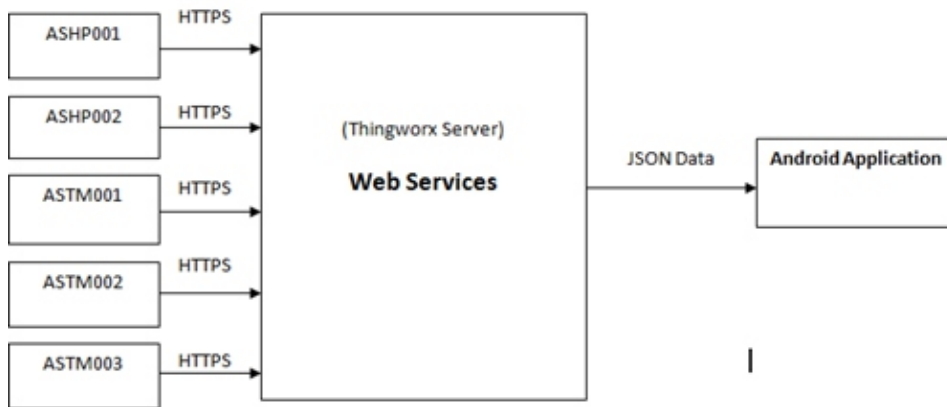 HTTPS
ASHP001
HTTPS
ASHP002
HTTPS
ASTM001
HTTPS
ASTM002
HTTPS
ASTM003
(Thingworx Server)
Web Services
JSON Data
Android Application